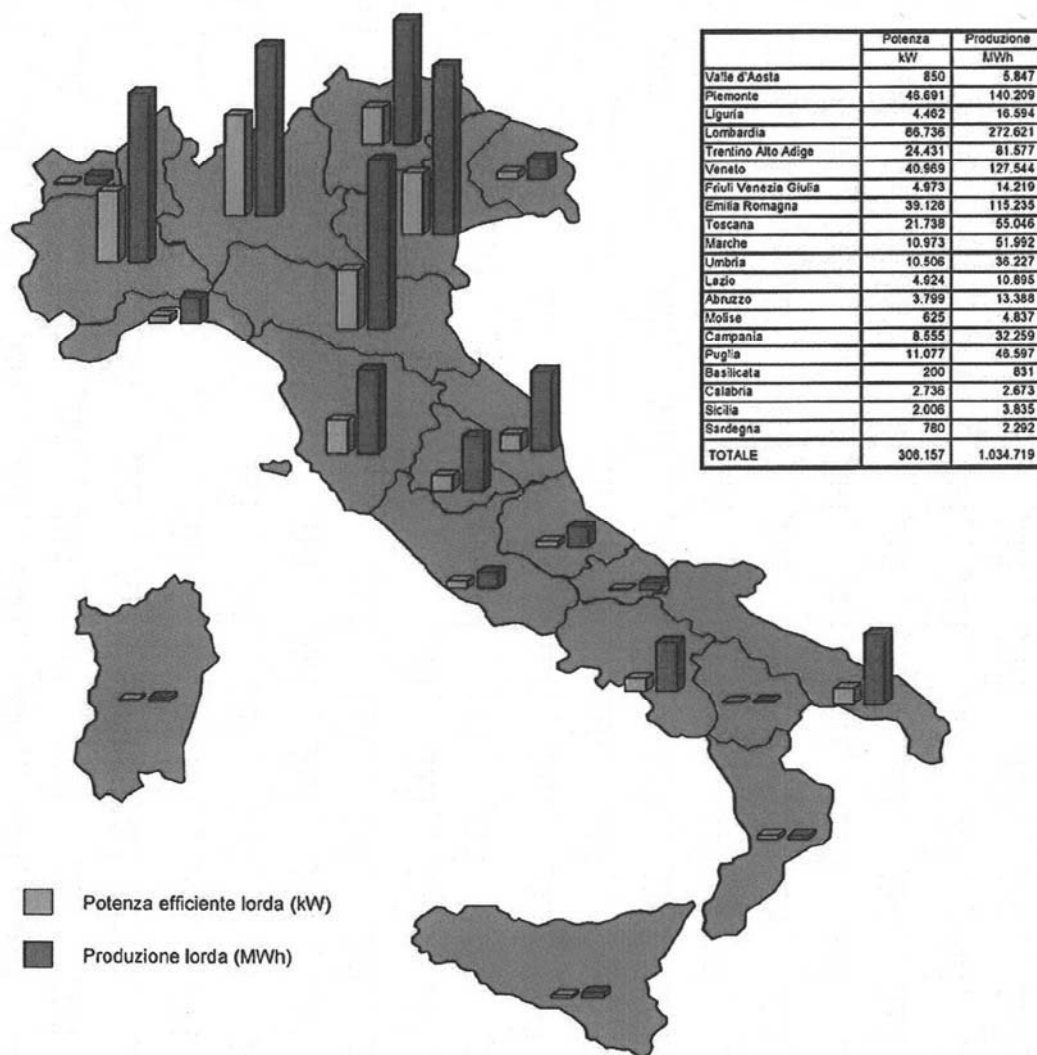 Potenza Produzione
kW MWh
Valle d'Aosta 850 5.847
Piemonte 46.691 140.209
Liguria 4.462 16.594
Lombardia 66.736 272.621
Trentino Alto Adige 24.431 81.577
Veneto 40.969 127.544
Friuli Venezia Giulia 4.973 14.219
Emilia Romagna 39.126 115.235
Toscana 21.738 55.046
Marche 10.973 51.992
Umbria 10.506 36.227
Lazio 4.924 10.895
Abruzzo 3.799 13.388
Molise 625 4.837
Campania 8.555 32.259
Puglia 11.077 46.597
Basilicata 200 831
Calabria 2.736 2.673
Sicilia 2.006 3.835
Sardegna 780 2.292
TOTALE 306.157 1.034.719
Potenza efficiente lorda (kW)
Produzione lorda (MWh)